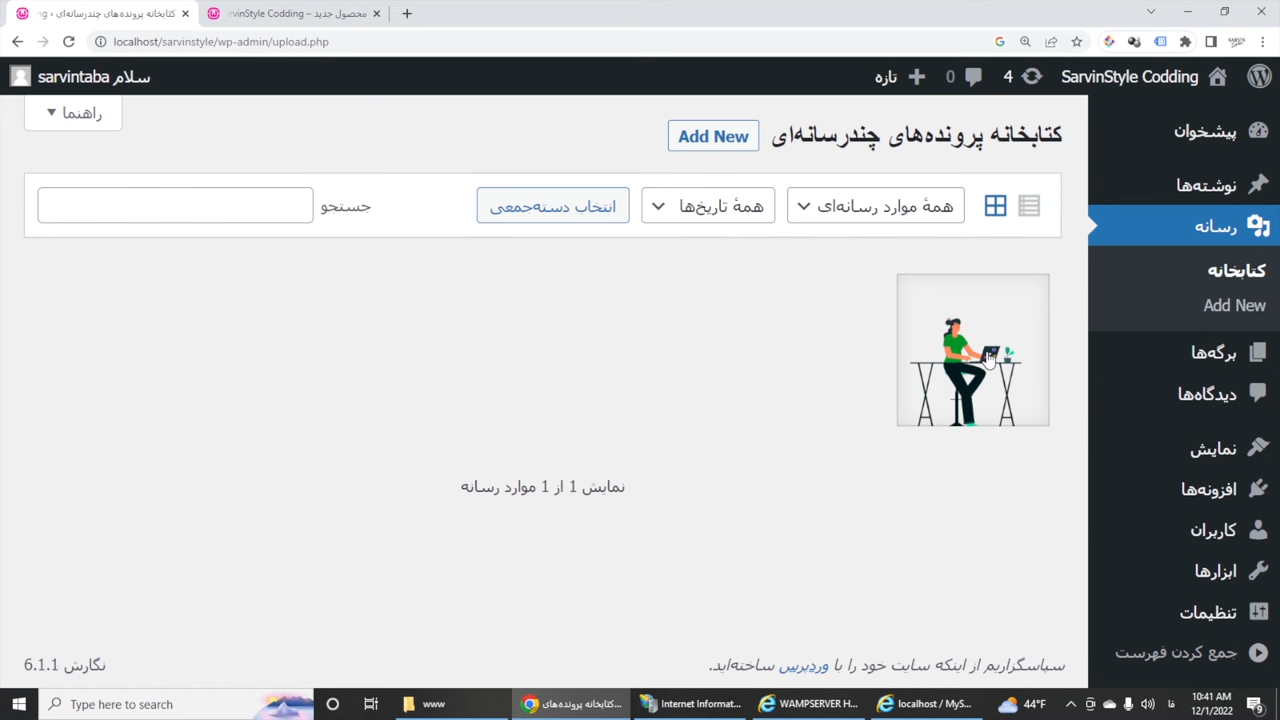 کتابخانه پرونده‌های چندرسانه‌ای ‹
محصول جدید – SarvinStyle Codding
localhost/sarvinstyle/wp-admin/upload.php
SarvinStyle Codding
4
0
تازه
سلام sarvintaba
راهنما
کتابخانه پرونده‌های چندرسانه‌ای
Add New
همهٔ موارد رسانه‌ای
همهٔ تاریخ‌ها
انتخاب دسته‌جمعی
جستجو
نمایش 1 از 1 موارد رسانه
سپاسگزاریم از اینکه سایت خود را با وردپرس ساخته‌اید.
نگارش 6.1.1
پیشخوان
نوشته‌ها
رسانه
کتابخانه
Add New
برگه‌ها
دیدگاه‌ها
نمایش
افزونه‌ها
کاربران
ابزارها
تنظیمات
جمع کردن فهرست
Type here to search
www
کتابخانه پرونده‌های...
Internet Informat...
WAMPSERVER H...
localhost / MyS...
44°F
فا
10:41 AM
12/1/2022
9